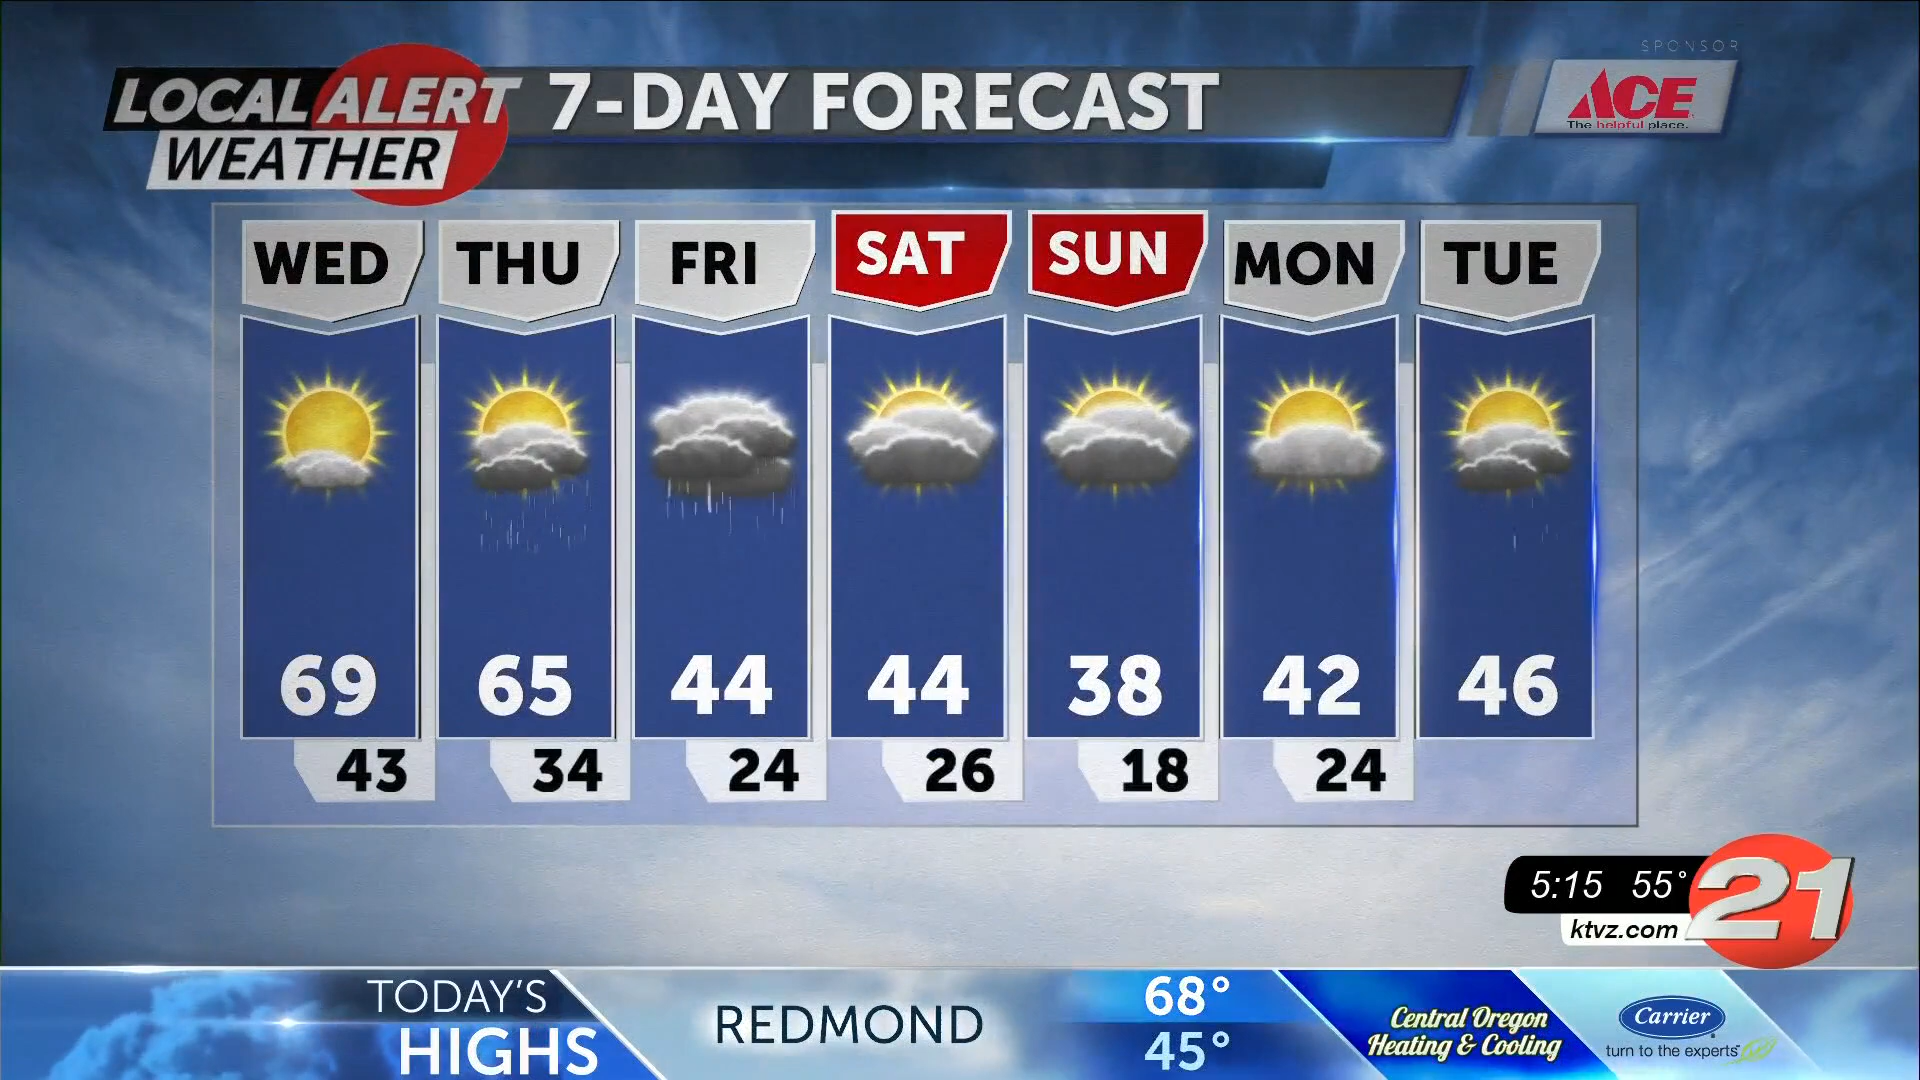 SPONSOR
LOCAL ALERT
WEATHER
7-DAY FORECAST
ACE
The helpful place.
WED THU FRI SAT SUN MON TUE
69 65 44 44 38 42 46
43 34 24 26 18 24
5:15 55°
21
ktvz.com
TODAY'S
HIGHS
REDMOND
68°
45°
Central Oregon
Heating & Cooling
Carrier
turn to the experts